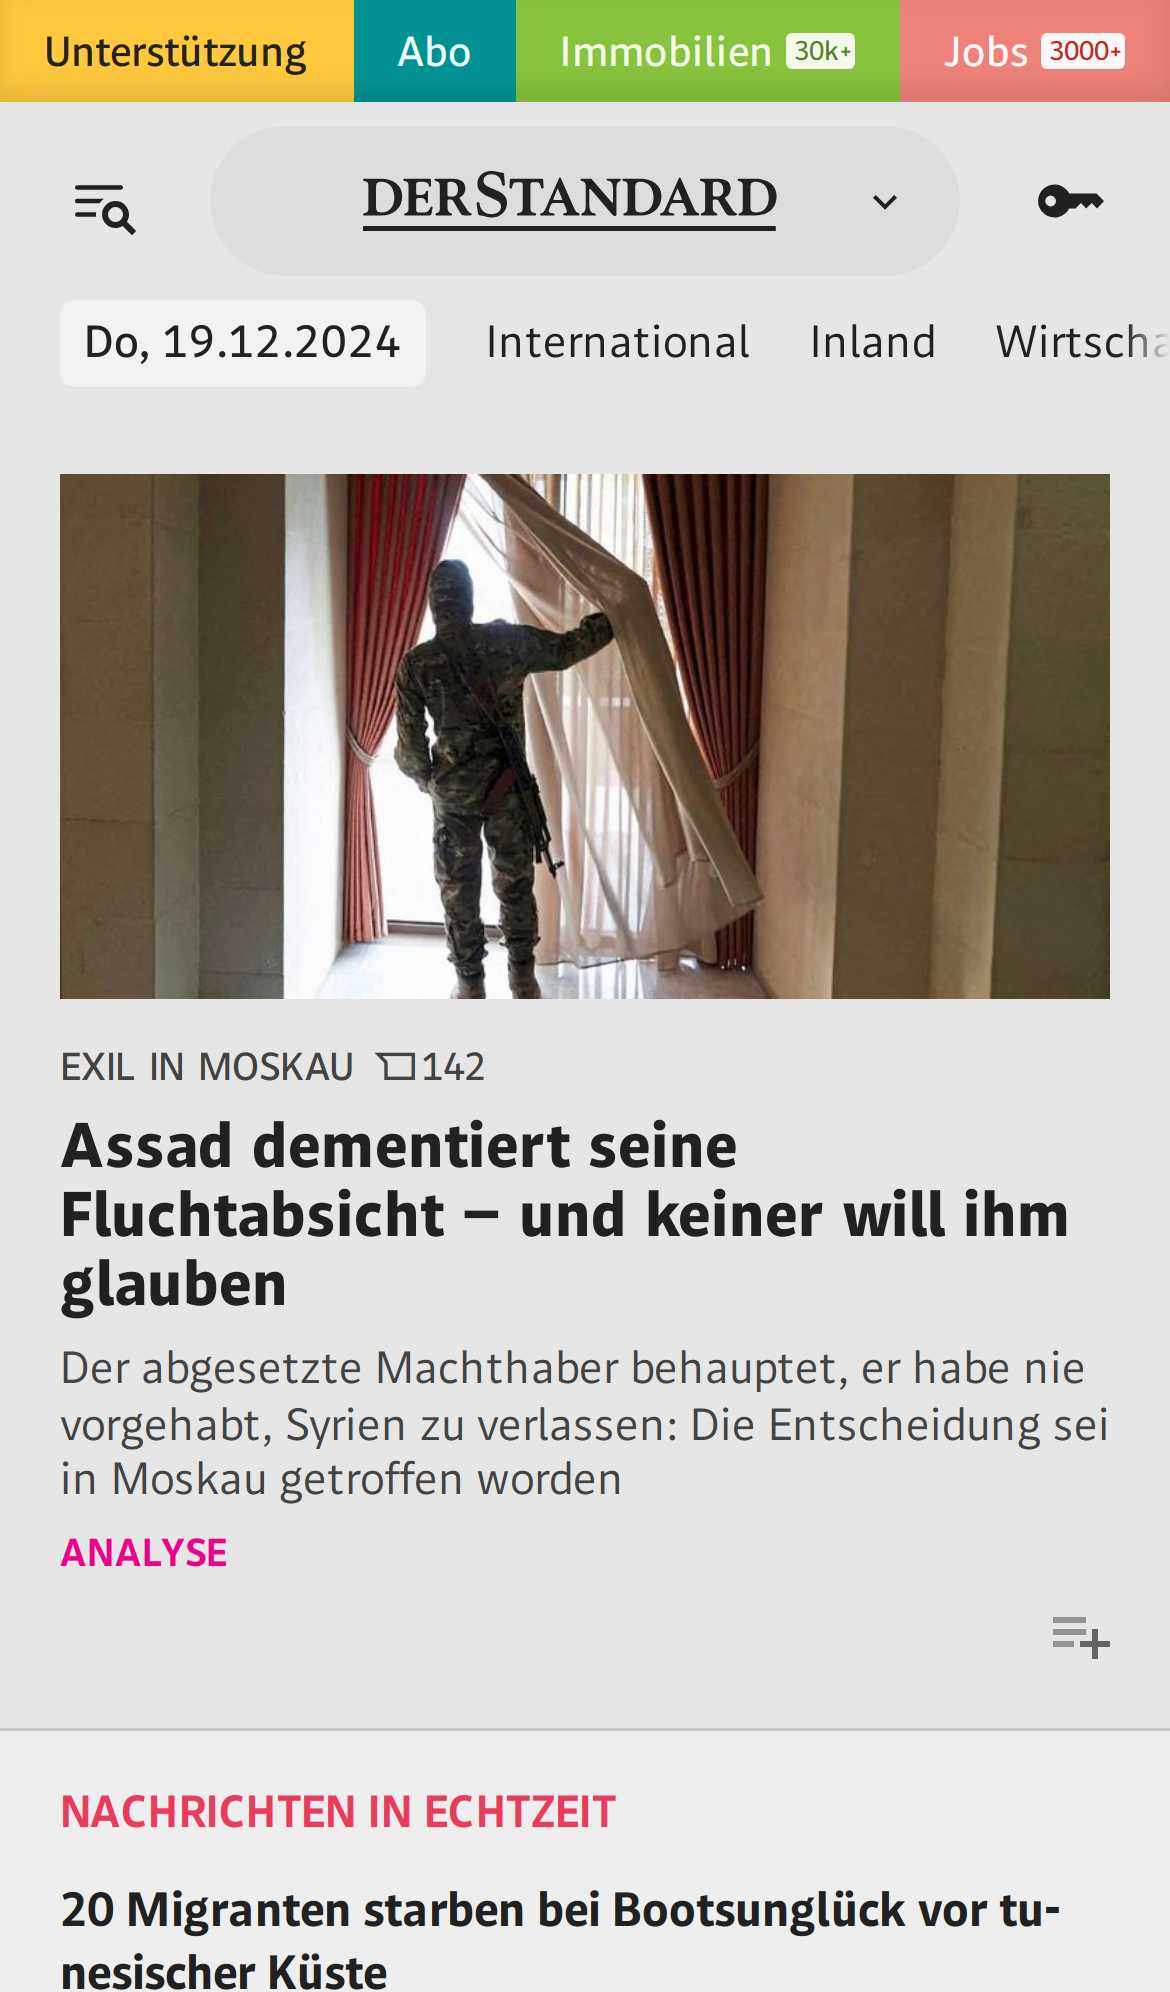 Unterstützung Abo Immobilien 30k+ Jobs 3000+
DERSTANDARD
Do, 19.12.2024 International Inland Wirtscha
EXIL IN MOSKAU 142
Assad dementiert seine
Fluchtabsicht – und keiner will ihm
glauben
Der abgesetzte Machthaber behauptet, er habe nie
vorgehabt, Syrien zu verlassen: Die Entscheidung sei
in Moskau getroffen worden
ANALYSE
NACHRICHTEN IN ECHTZEIT
20 Migranten starben bei Bootsunglück vor tu-
nesischer Küste